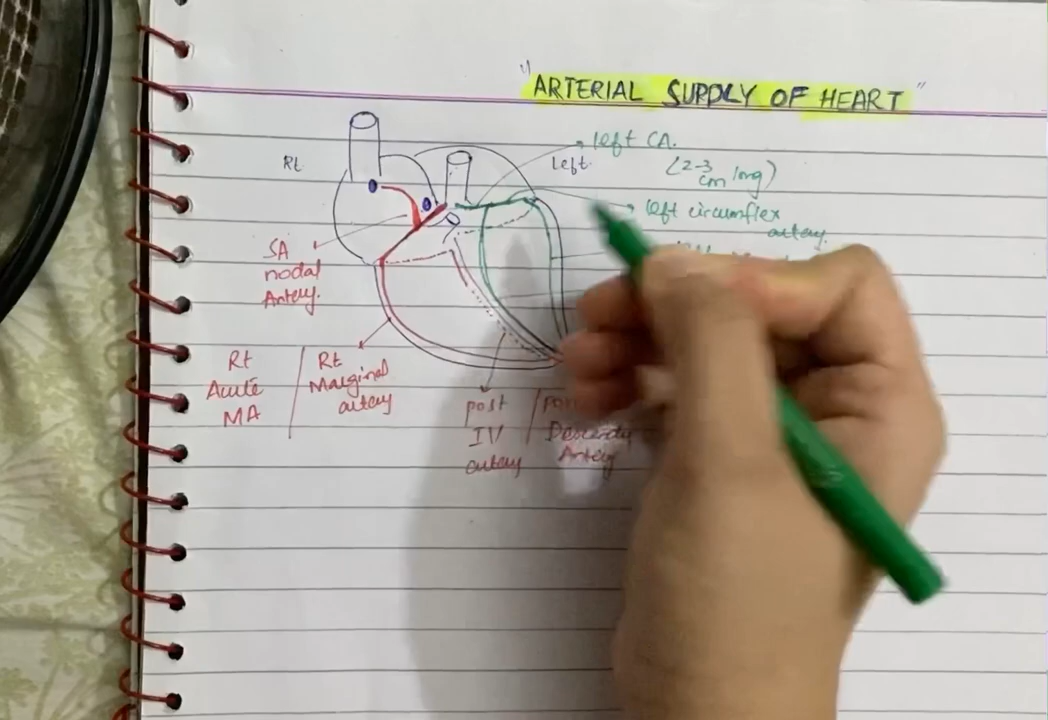 " ARTERIAL SUPPLY OF HEART "
left CA.
(2-3
cm long)
Rt
Left.
left circumflex
artery.
SA
nodal
Artery.
Rt
Acute
MA
Rt
Marginal
artery
post
IV
artery
Artery